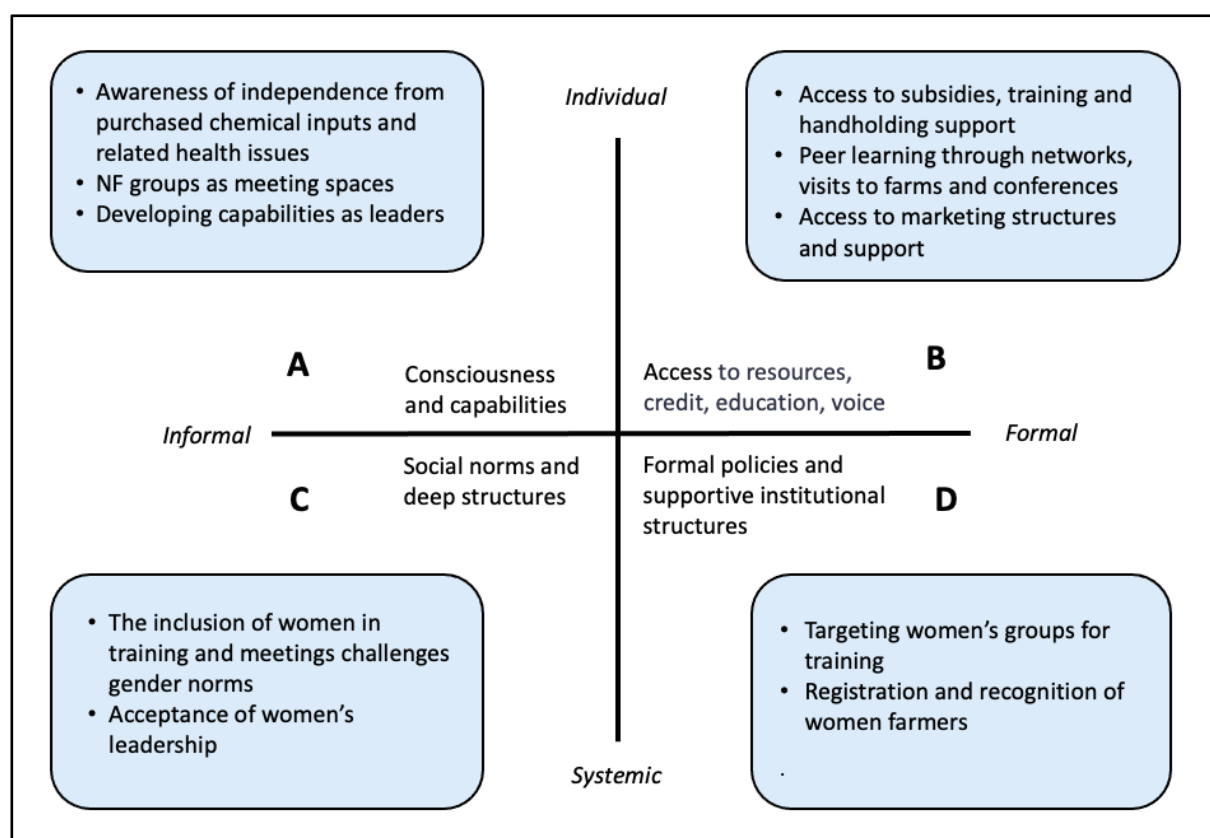 • Awareness of independence from
purchased chemical inputs and
related health issues
• NF groups as meeting spaces
• Developing capabilities as leaders
Individual
• Access to subsidies, training and
handholding support
• Peer learning through networks,
visits to farms and conferences
• Access to marketing structures
and support
A
Consciousness
and capabilities
Access to resources,
credit, education, voice
B
Informal
Formal
C
Social norms and
deep structures
Formal policies and
supportive institutional
structures
D
• The inclusion of women in
training and meetings challenges
gender norms
• Acceptance of women's
leadership
Systemic
• Targeting women's groups for
training
• Registration and recognition of
women farmers
.